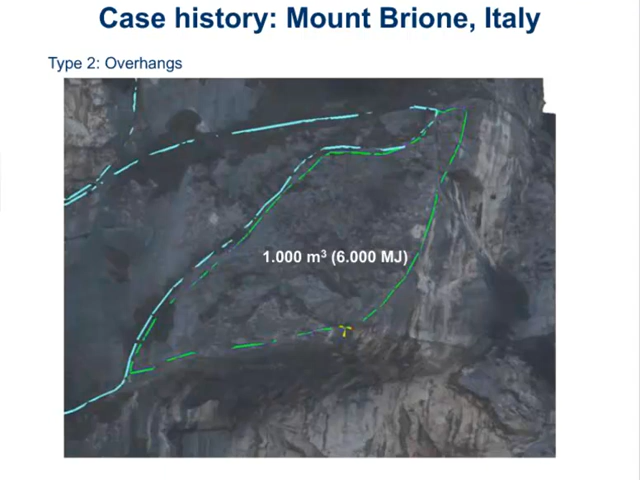 Case history: Mount Brione, Italy
Type 2: Overhangs
1.000 m³ (6.000 MJ)